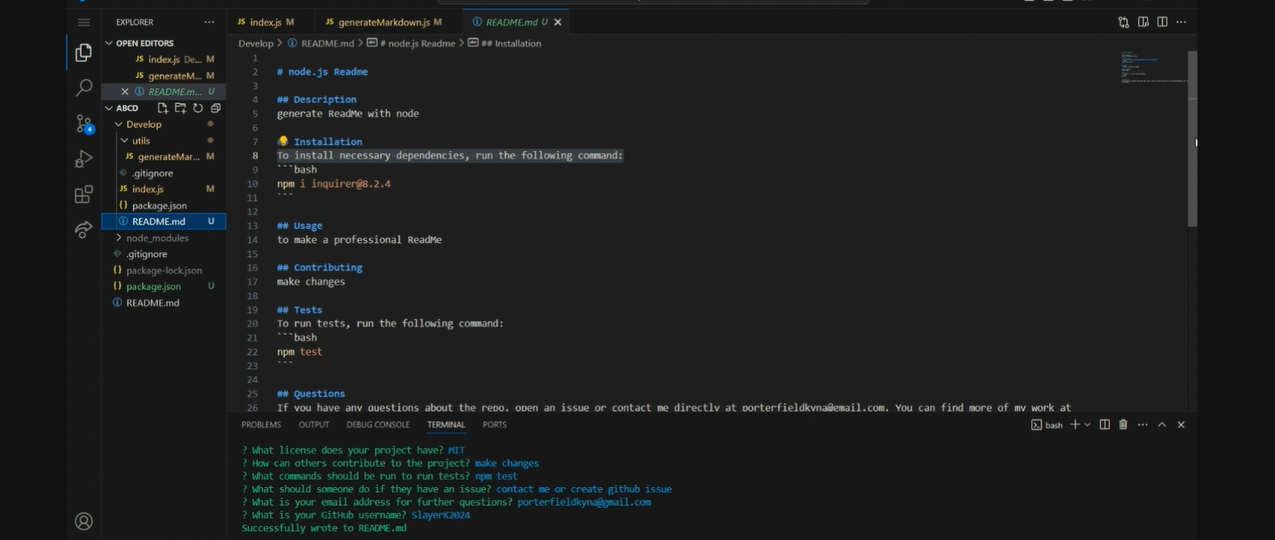 EXPLORER
JS index.js M
JS generateMarkdown.js M
README.md U
OPEN EDITORS
JS index.js De... M
JS generateM... M
README.m... U
ABCD
Develop
utils
JS generateMar... M
.gitignore
JS index.js M
{} package.json
README.md U
node_modules
.gitignore
{} package-lock.json
{} package.json U
README.md
4
Develop > README.md > # node.js Readme > ## Installation
1
2 # node.js Readme
3
4 ## Description
5 generate ReadMe with node
6
7 Installation
8 To install necessary dependencies, run the following command:
9 ```bash
10 npm i inquirer@8.2.4
11 ```
12
13 ## Usage
14 to make a professional ReadMe
15
16 ## Contributing
17 make changes
18
19 ## Tests
20 To run tests, run the following command:
21 ```bash
22 npm test
23 ```
24
25 ## Questions
26 If you have any questions about the repo, open an issue or contact me directly at porterfieldkyna@email.com. You can find more of my work at
PROBLEMS OUTPUT DEBUG CONSOLE TERMINAL PORTS
bash
? What license does your project have? MIT
? How can others contribute to the project? make changes
? What commands should be run to run tests? npm test
? What should someone do if they have an issue? contact me or create github issue
? What is your email address for further questions? porterfieldkyna@gmail.com
? What is your GitHub username? SlayerK2024
Successfully wrote to README.md